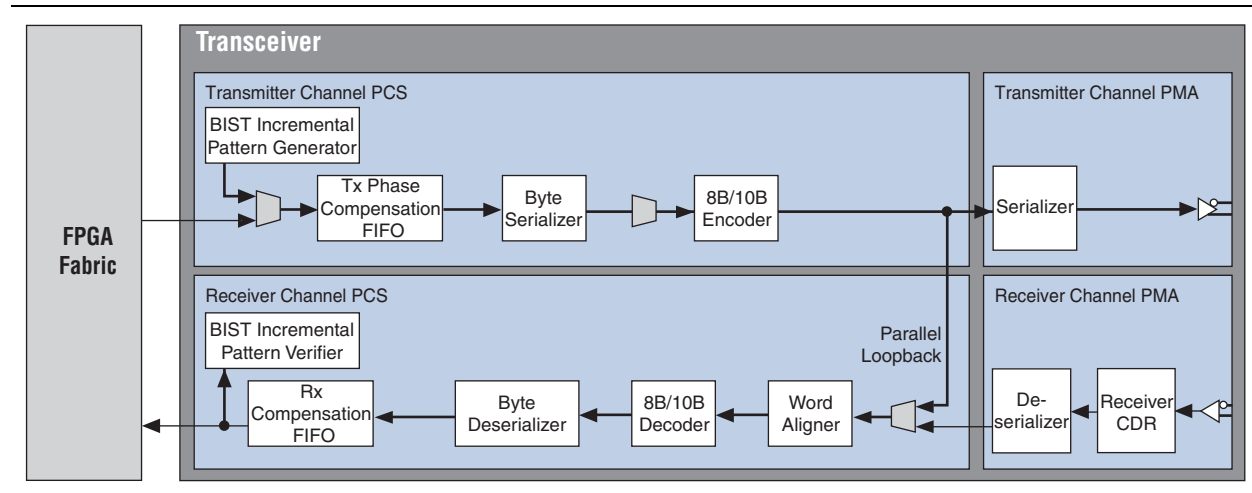 Transceiver
FPGA
Fabric
Transmitter Channel PCS
BIST Incremental
Pattern Generator
Tx Phase
Compensation
FIFO
Byte
Serializer
8B/10B
Encoder
Transmitter Channel PMA
Serializer
Receiver Channel PCS
BIST Incremental
Pattern Verifier
Rx
Compensation
FIFO
Byte
Deserializer
8B/10B
Decoder
Word
Aligner
Parallel
Loopback
Receiver Channel PMA
De-
serializer
Receiver
CDR